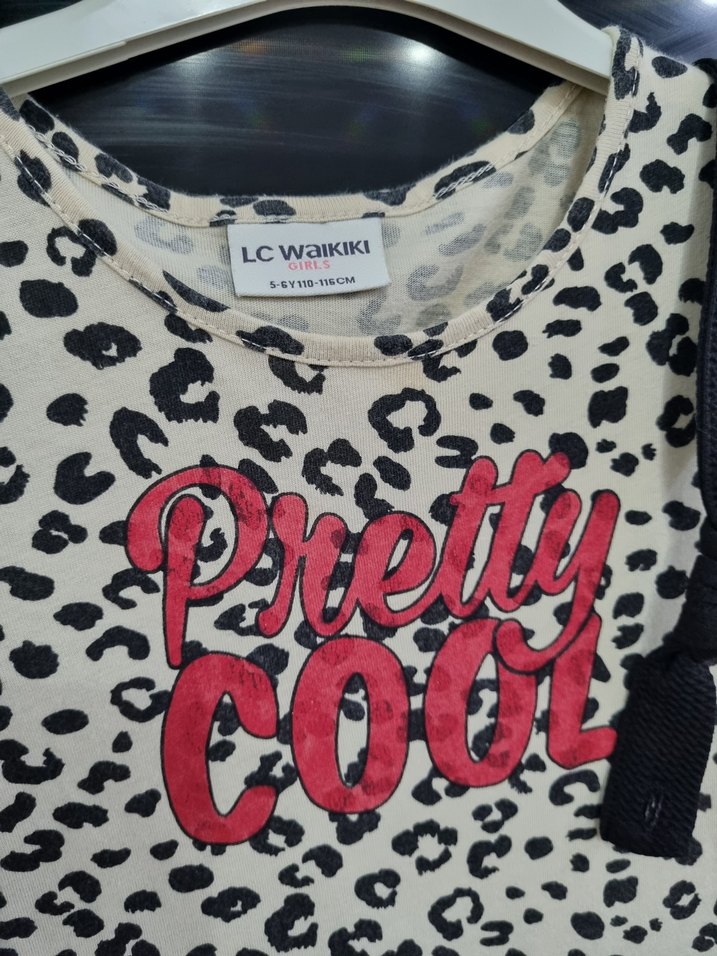 LC WAIKIKI
GIRLS
5-6Y 110-116CM
Pretty
COOL